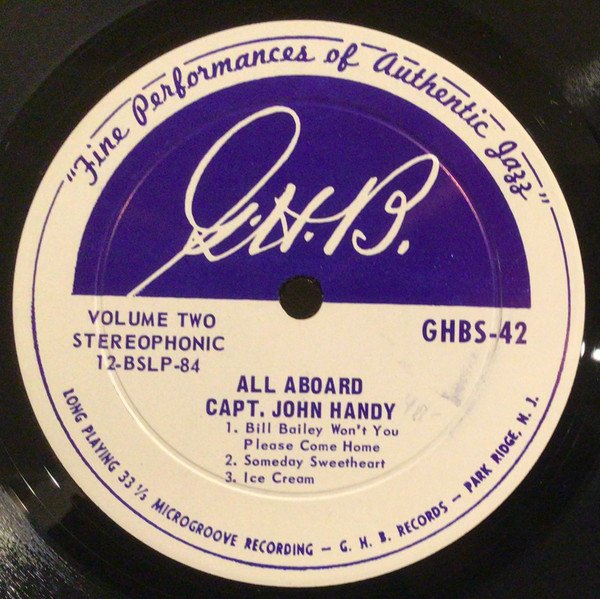 "Fine Performances of Authentic Jazz"
G.H.B.
VOLUME TWO
STEREOPHONIC
12-BSLP-84
GHBS-42
ALL ABOARD
CAPT. JOHN HANDY
1. Bill Bailey Won't You
Please Come Home
2. Someday Sweetheart
3. Ice Cream
LONG PLAYING 33 1/3 MICROGROOVE RECORDING — G. H. B. RECORDS — PARK RIDGE, N. J.